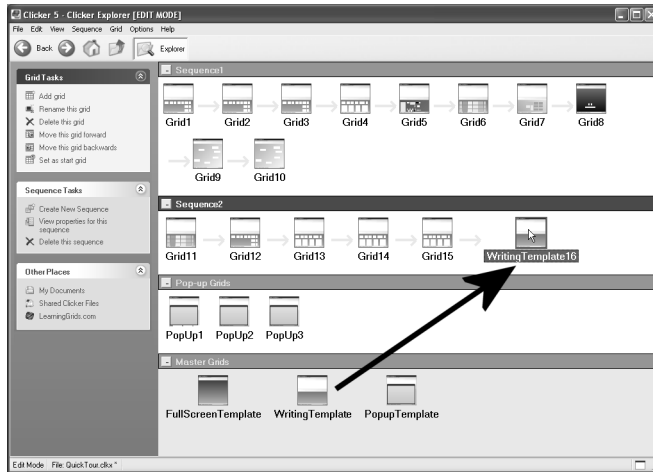 Clicker 5 - Clicker Explorer [EDIT MODE]
File Edit View Sequence Grid Options Help
Back Explorer
Grid Tasks
Add grid
Rename this grid
Delete this grid
Move this grid forward
Move this grid backwards
Set as start grid
Sequence Tasks
Create New Sequence
View properties for this
sequence
Delete this sequence
Other Places
My Documents
Shared Clicker Files
LearningGrids.com
Sequence1
Grid1 Grid2 Grid3 Grid4 Grid5 Grid6 Grid7 Grid8
Grid9 Grid10
Sequence2
Grid11 Grid12 Grid13 Grid14 Grid15 WritingTemplate16
Pop-up Grids
PopUp1 PopUp2 PopUp3
Master Grids
FullScreenTemplate WritingTemplate PopupTemplate
Edit Mode File: QuickTour.clkx *